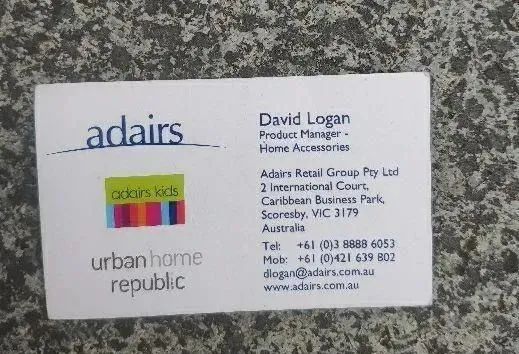 adairs
adairs kids
urbanhome
republic
David Logan
Product Manager -
Home Accessories
Adairs Retail Group Pty Ltd
2 International Court,
Caribbean Business Park,
Scoresby, VIC 3179
Australia
Tel: +61 (0)3 8888 6053
Mob: +61 (0)421 639 802
dlogan@adairs.com.au
www.adairs.com.au